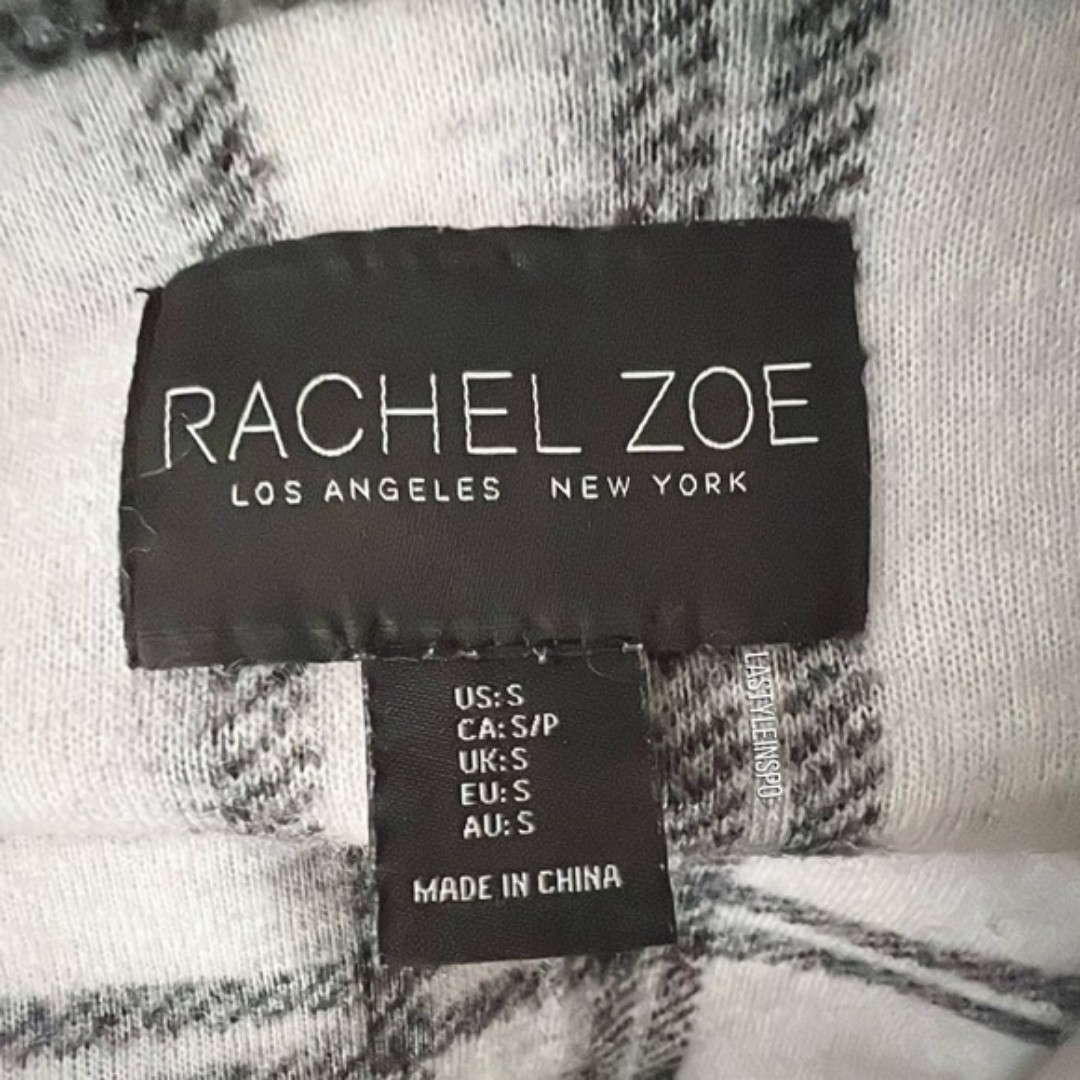 RACHEL ZOE
LOS ANGELES NEW YORK
US: S
CA: S/P
UK: S
EU: S
AU: S
MADE IN CHINA
LASTYLEINSPO